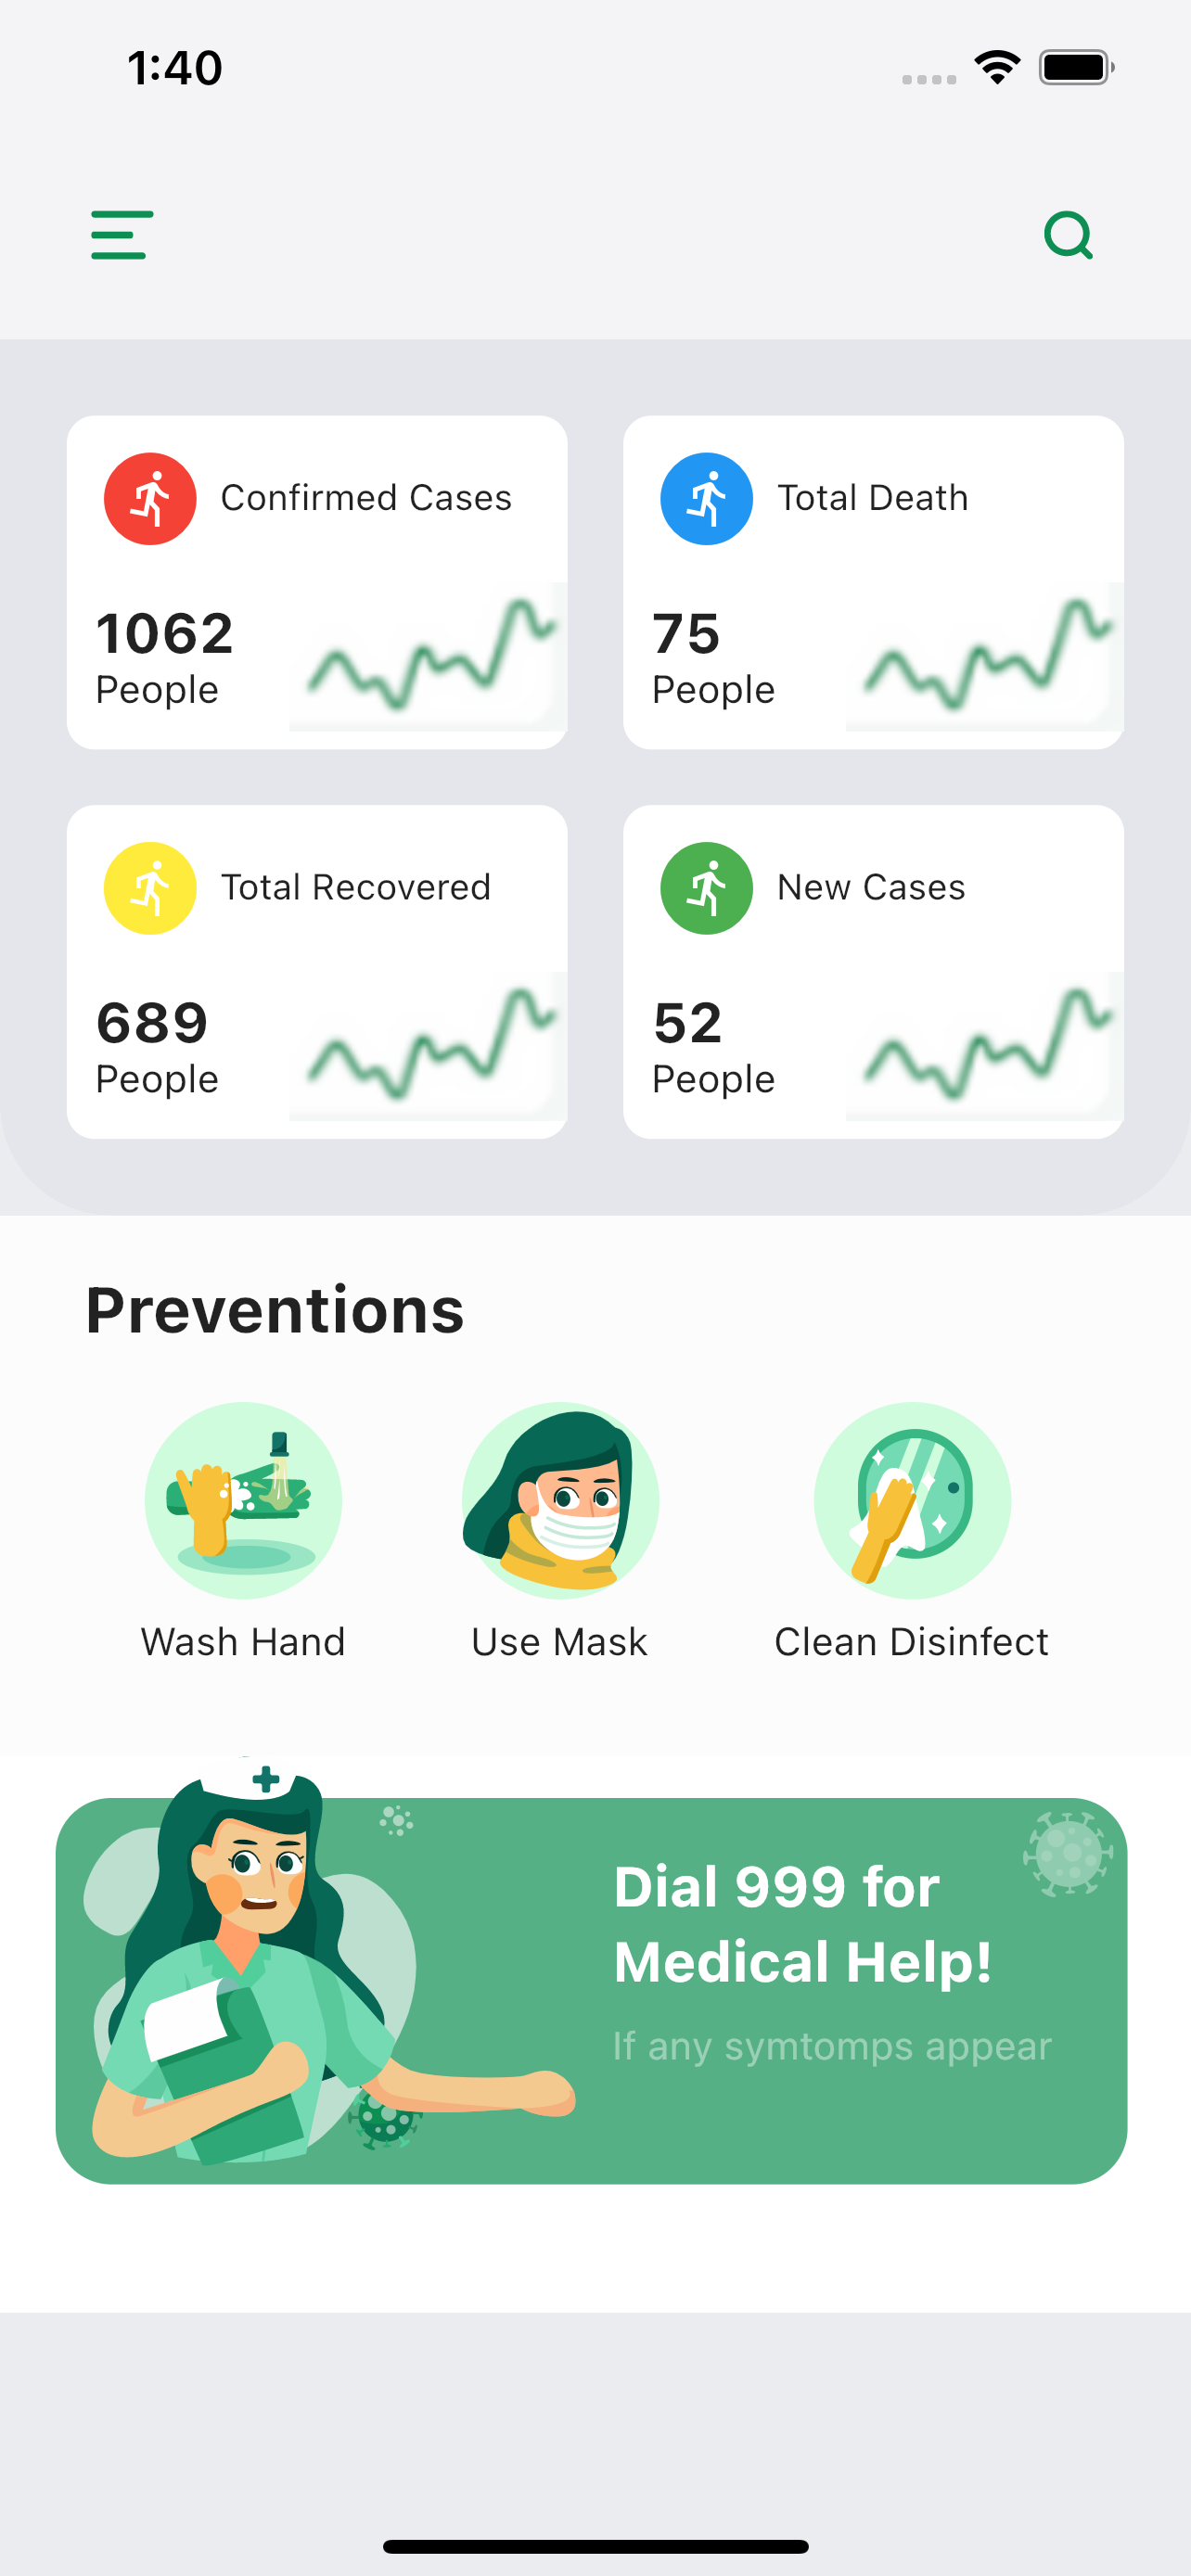 1:40
Confirmed Cases
1062
People
Total Death
75
People
Total Recovered
689
People
New Cases
52
People
Preventions
Wash Hand
Use Mask
Clean Disinfect
Dial 999 for
Medical Help!
If any symtomps appear